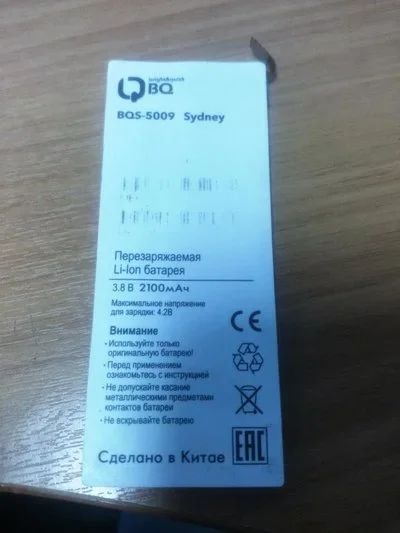 bright&quick
BQ
BQS-5009 Sydney
Перезаряжаемая
Li-Ion батарея
3.8 В 2100мАч
Максимальное напряжение
для зарядки: 4.2В
Внимание
• Используйте только
оригинальную батарею!
• Перед применением
ознакомьтесь с инструкцией
• Не допускайте касание
металлическими предметами
контактов батареи
• Не вскрывайте батарею
Сделано в Китае
CE
EAC